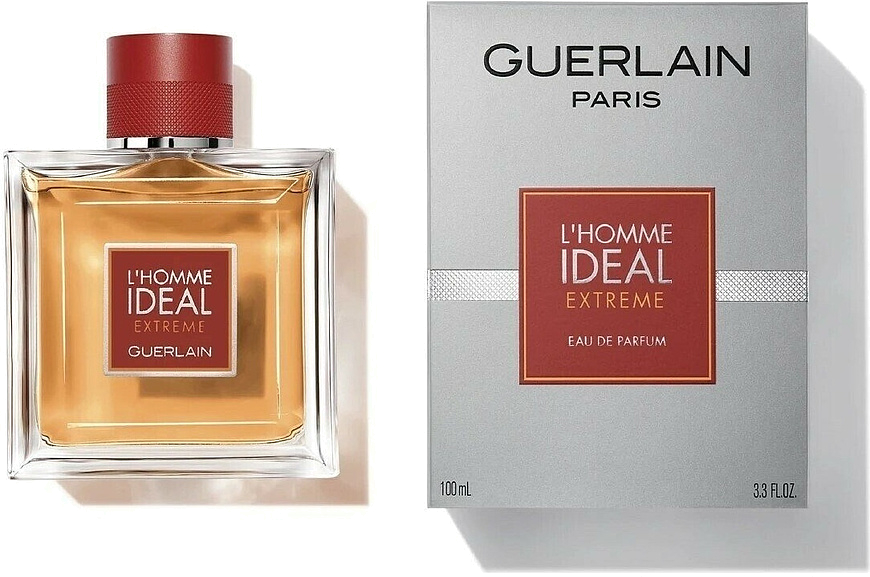 L'HOMME
IDEAL
EXTREME
GUERLAIN
GUERLAIN
PARIS
L'HOMME
IDEAL
EXTREME
EAU DE PARFUM
100 mL
3.3 FL.OZ.